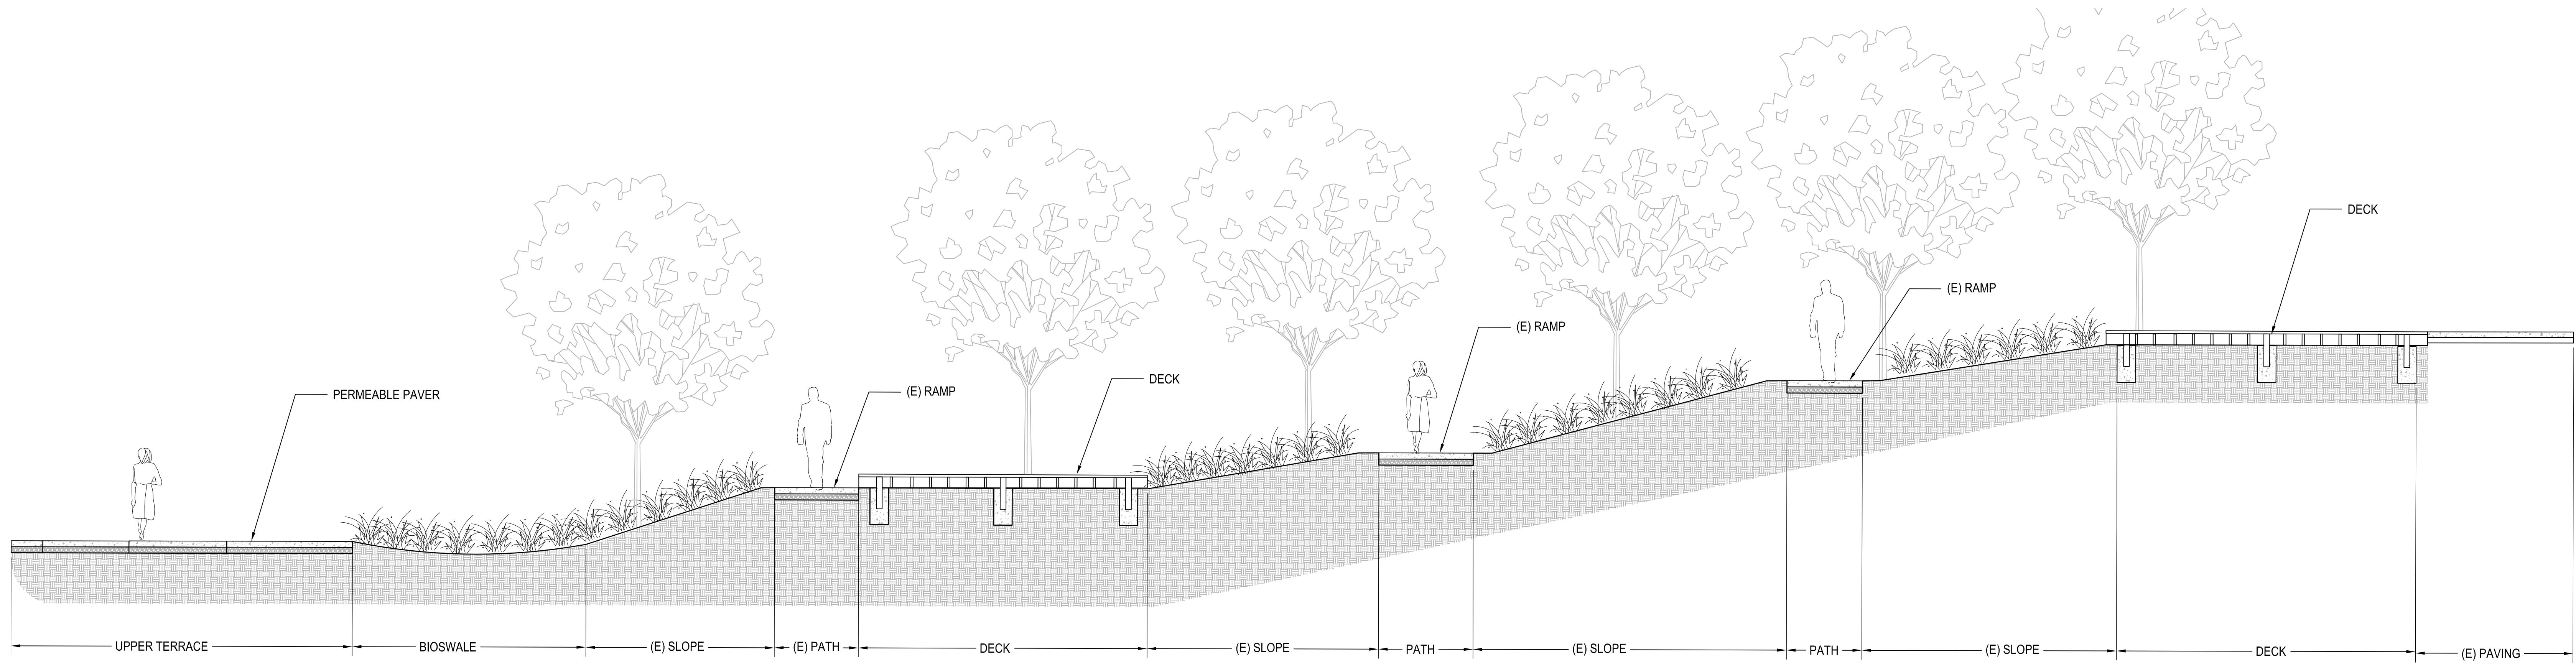 DECK
(E) RAMP
(E) RAMP
DECK
(E) RAMP
PERMEABLE PAVER
UPPER TERRACE
BIOSWALE
(E) SLOPE
(E) PATH
DECK
(E) SLOPE
PATH
(E) SLOPE
PATH
(E) SLOPE
DECK
(E) PAVING